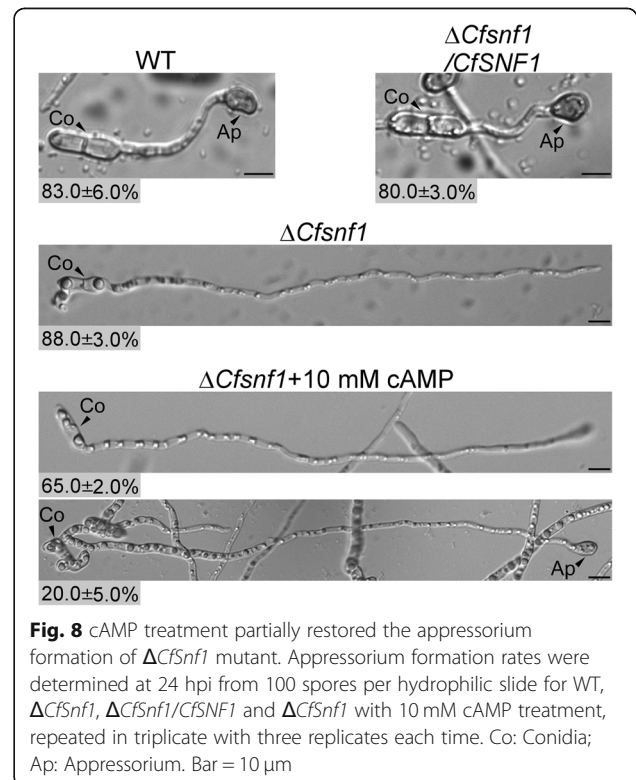 WT
ΔCfsnf1
/CfSNF1
Co
Ap
Co
Ap
83.0±6.0%
80.0±3.0%
ΔCfsnf1
Co
88.0±3.0%
ΔCfsnf1+10 mM cAMP
Co
65.0±2.0%
Co
Ap
20.0±5.0%
Fig. 8 cAMP treatment partially restored the appressorium
formation of ΔCfSnf1 mutant. Appressorium formation rates were
determined at 24 hpi from 100 spores per hydrophilic slide for WT,
ΔCfSnf1, ΔCfSnf1/CfSNF1 and ΔCfSnf1 with 10 mM cAMP treatment,
repeated in triplicate with three replicates each time. Co: Conidia;
Ap: Appressorium. Bar = 10 μm